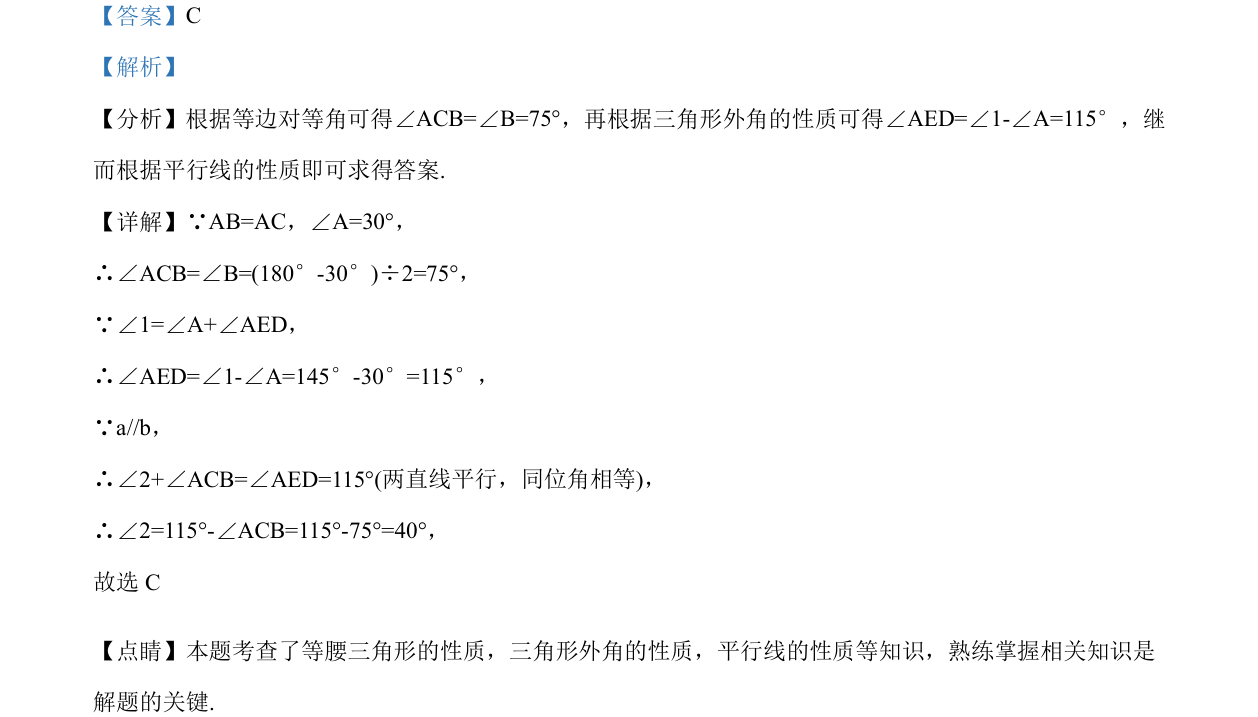 【答案】C
【解析】
【分析】根据等边对等角可得∠ACB=∠B=75°，再根据三角形外角的性质可得∠AED=∠1-∠A=115°，继
而根据平行线的性质即可求得答案.
【详解】∵AB=AC，∠A=30°，
∴∠ACB=∠B=(180°-30°)÷2=75°，
∵∠1=∠A+∠AED，
∴∠AED=∠1-∠A=145°-30°=115°，
∵a//b，
∴∠2+∠ACB=∠AED=115°(两直线平行，同位角相等)，
∴∠2=115°-∠ACB=115°-75°=40°，
故选 C
【点睛】本题考查了等腰三角形的性质，三角形外角的性质，平行线的性质等知识，熟练掌握相关知识是
解题的关键.